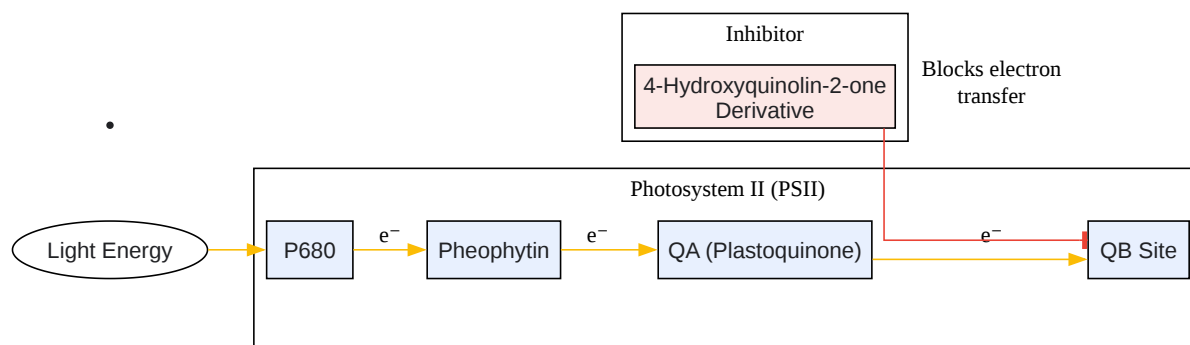 Inhibitor
4-Hydroxyquinolin-2-one
Derivative
Blocks electron
transfer
Photosystem II (PSII)
Light Energy
P680
e⁻
Pheophytin
e⁻
QA (Plastoquinone)
e⁻
QB Site